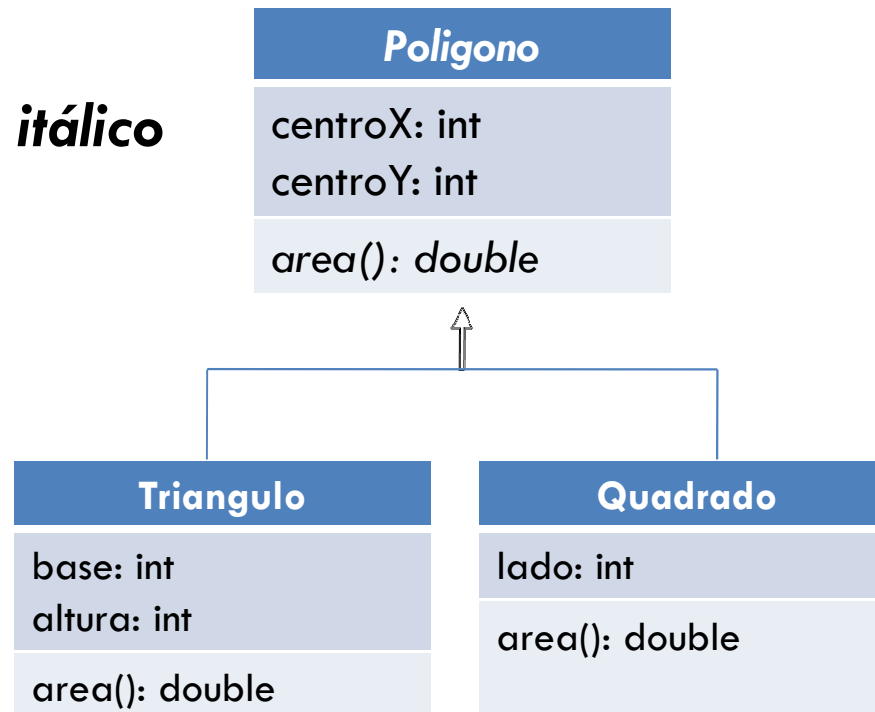 Poligono
itálico
centroX: int
centroY: int
area(): double
Triangulo
base: int
altura: int
area(): double
Quadrado
lado: int
area(): double